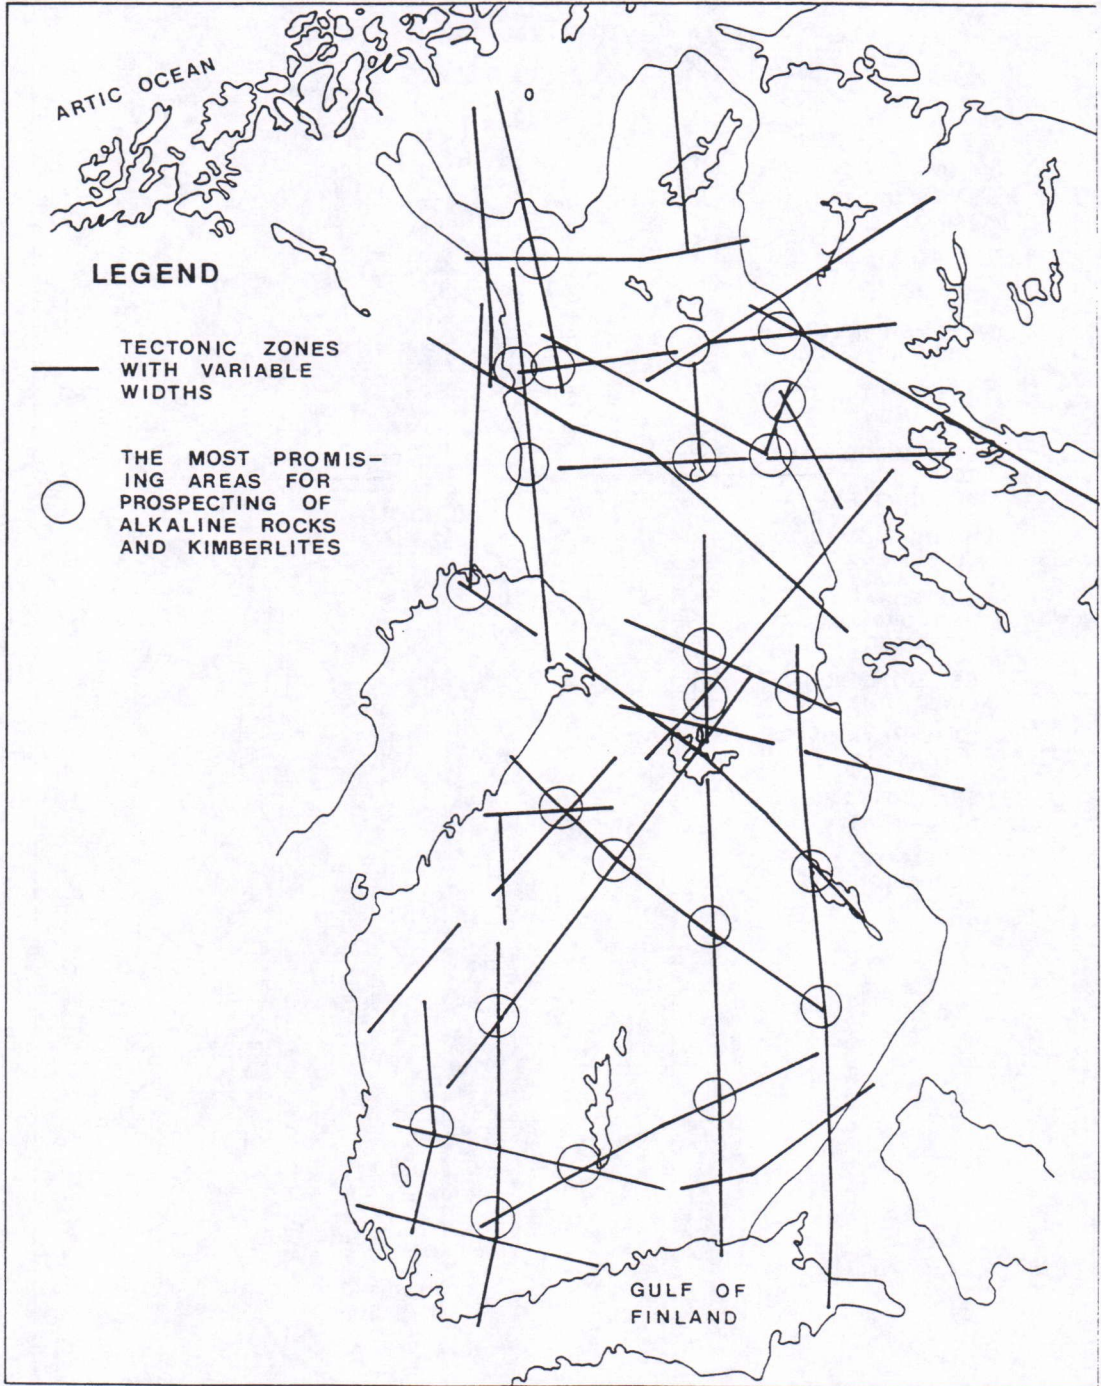 ARTIC OCEAN
LEGEND
TECTONIC ZONES
WITH VARIABLE
WIDTHS
THE MOST PROMIS-
ING AREAS FOR
PROSPECTING OF
ALKALINE ROCKS
AND KIMBERLITES
GULF OF
FINLAND